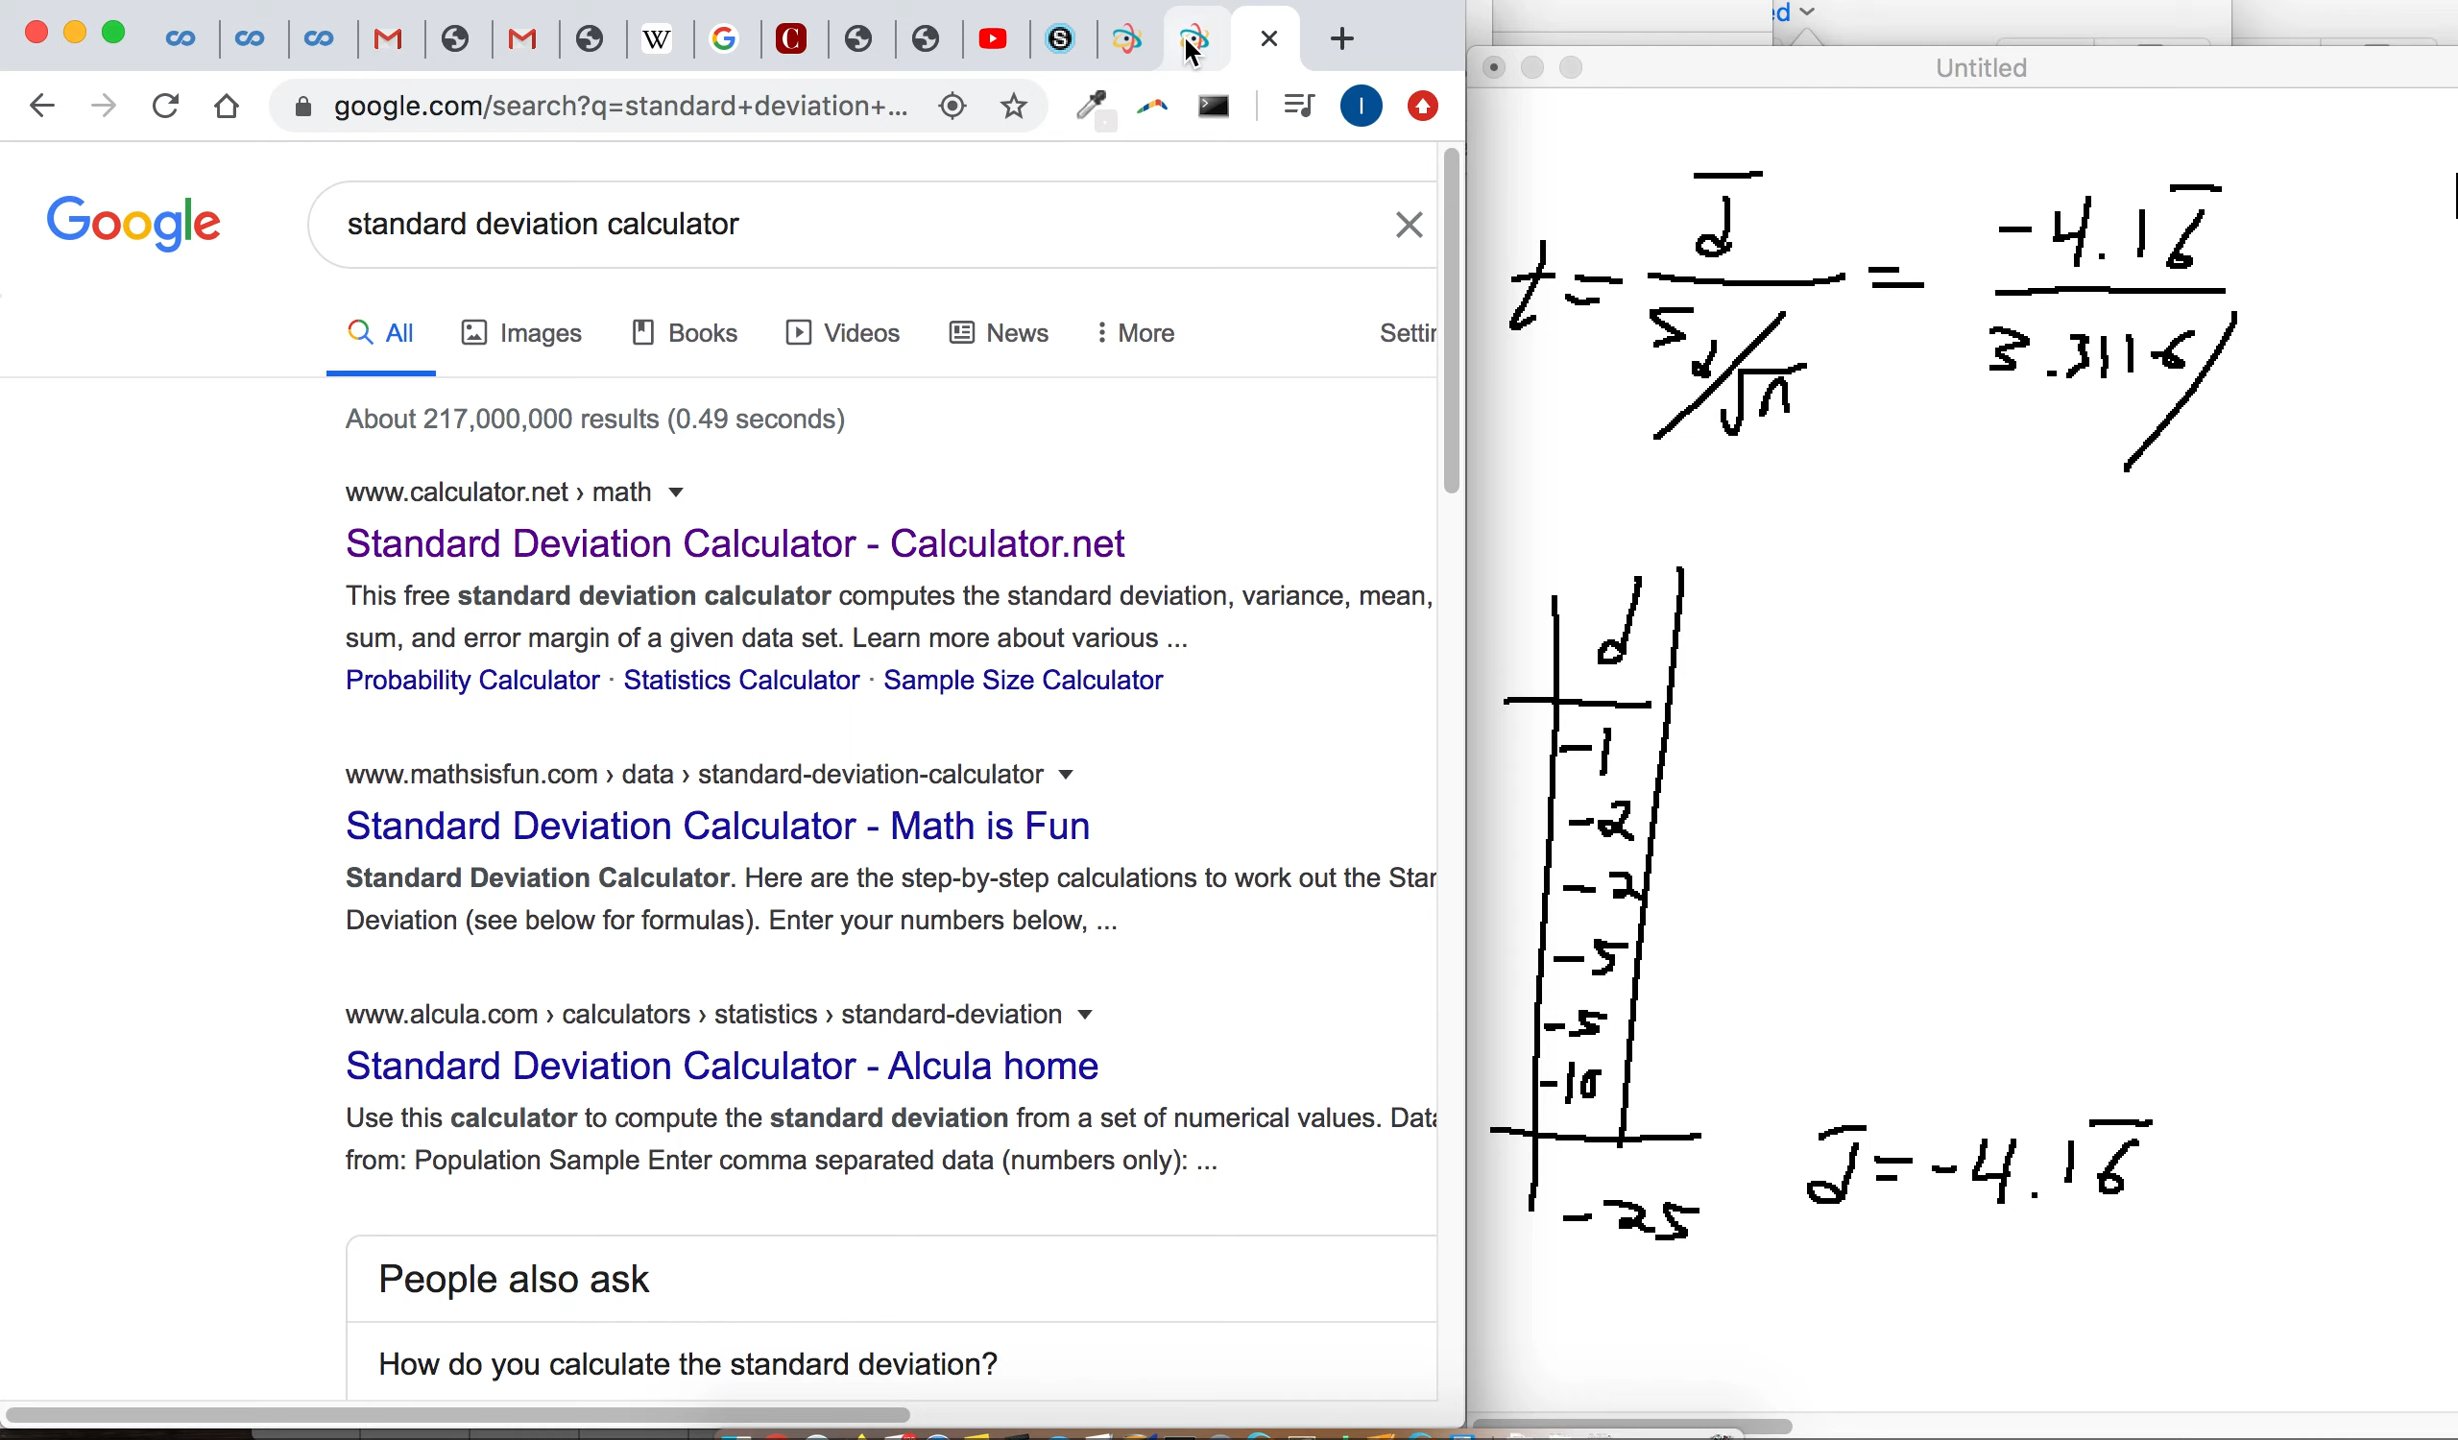 google.com/search?q=standard+deviation+...
I
ed
Untitled
Google
standard deviation calculator
All Images Books Videos News More Settin
About 217,000,000 results (0.49 seconds)
www.calculator.net › math
Standard Deviation Calculator - Calculator.net
This free standard deviation calculator computes the standard deviation, variance, mean,
sum, and error margin of a given data set. Learn more about various ...
Probability Calculator · Statistics Calculator · Sample Size Calculator
www.mathsisfun.com › data › standard-deviation-calculator
Standard Deviation Calculator - Math is Fun
Standard Deviation Calculator. Here are the step-by-step calculations to work out the Star
Deviation (see below for formulas). Enter your numbers below, ...
www.alcula.com › calculators › statistics › standard-deviation
Standard Deviation Calculator - Alcula home
Use this calculator to compute the standard deviation from a set of numerical values. Data
from: Population Sample Enter comma separated data (numbers only): ...
People also ask
How do you calculate the standard deviation?
t = d̄ / (s_d/√n) = -4.16̅ / 3.3116/
d
-1
-2
-2
-5
-5
-10
-25
d̄ = -4.16̅